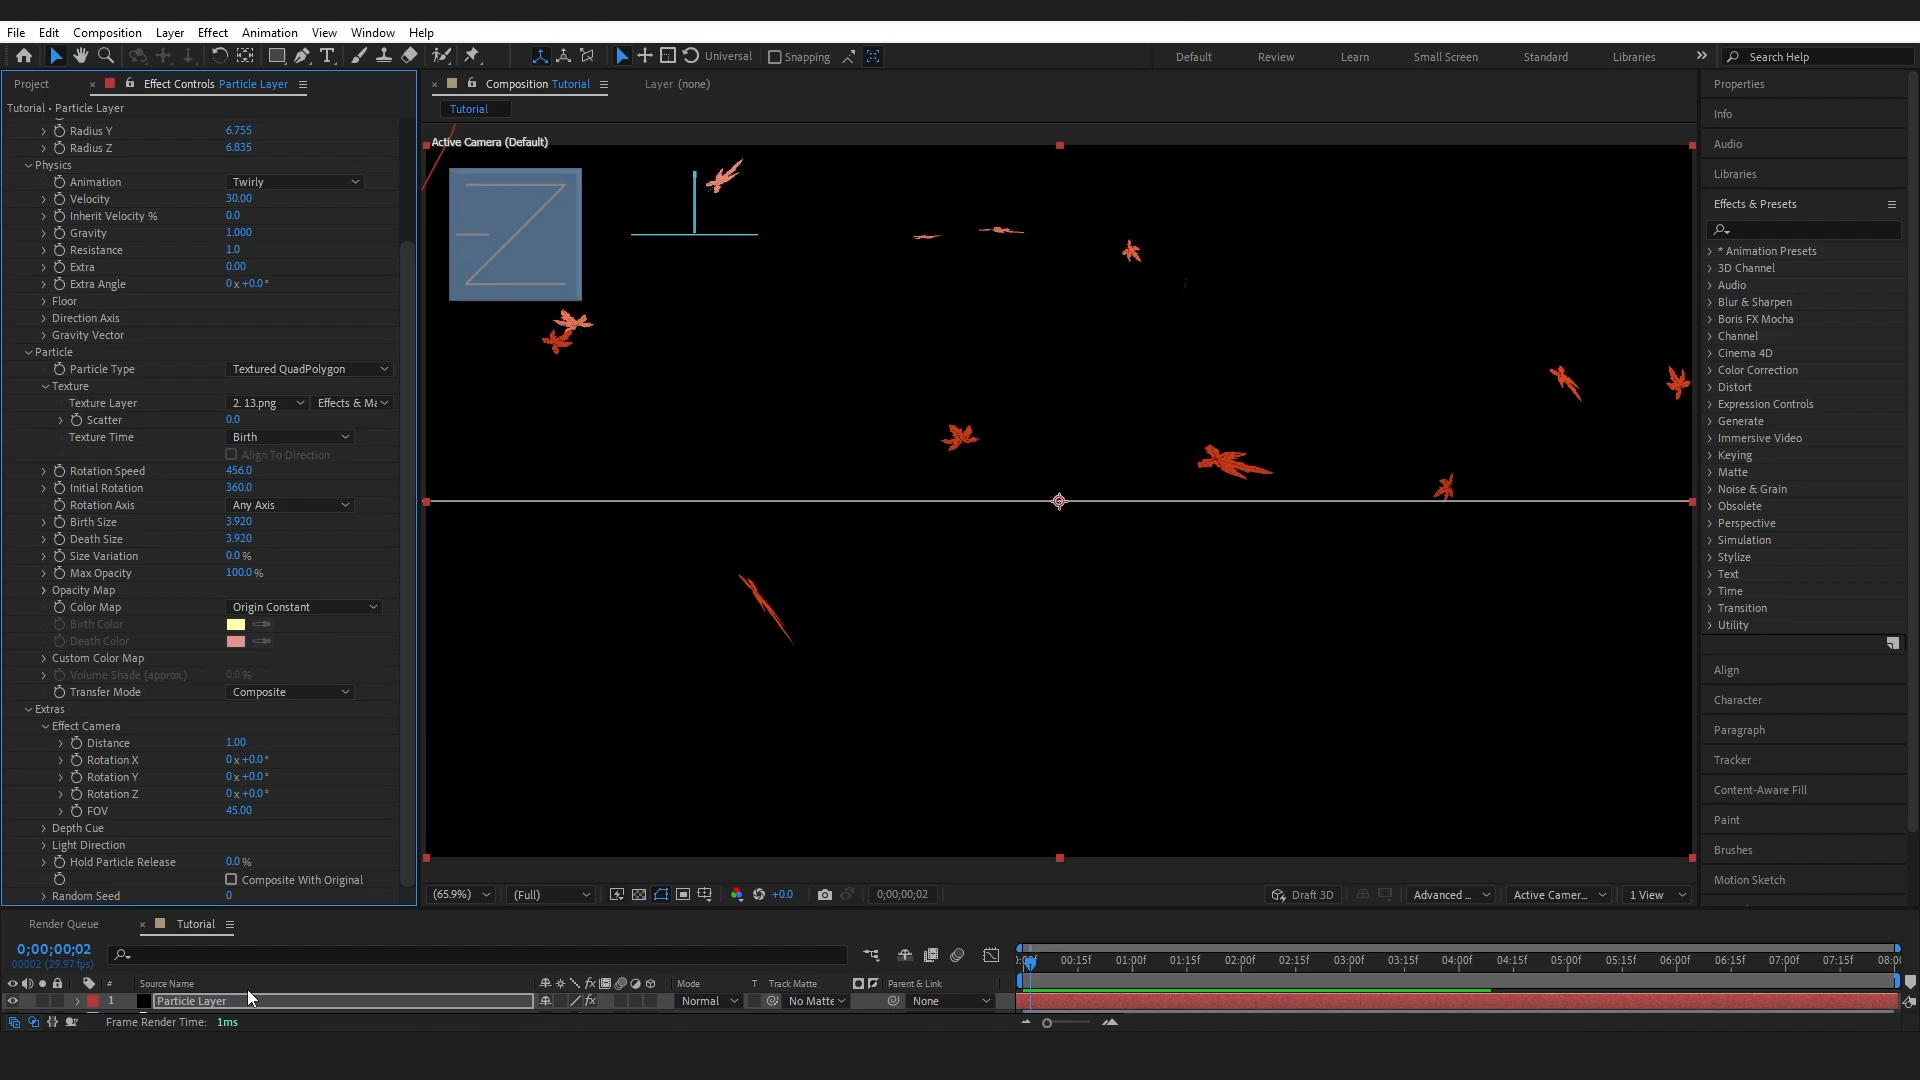 File Edit Composition Layer Effect Animation View Window Help
Universal Snapping Default Review Learn Small Screen Standard Libraries Search Help
Project Effect Controls Particle Layer Composition Tutorial Layer (none) Properties
Tutorial • Particle Layer Tutorial
Active Camera (Default)
Radius Y 6.755
Radius Z 6.835
Physics
Animation Twirly
Velocity 30.00
Inherit Velocity % 0.0
Gravity 1.000
Resistance 1.0
Extra 0.00
Extra Angle 0 x +0.0 °
Floor
Direction Axis
Gravity Vector
Particle
Particle Type Textured QuadPolygon
Texture
Texture Layer 2. 13.png Effects & Ma
Scatter 0.0
Texture Time Birth
Align To Direction
Rotation Speed 456.0
Initial Rotation 360.0
Rotation Axis Any Axis
Birth Size 3.920
Death Size 3.920
Size Variation 0.0 %
Max Opacity 100.0 %
Opacity Map
Color Map Origin Constant
Birth Color
Death Color
Custom Color Map
Volume Shade (approx.) 0.0 %
Transfer Mode Composite
Extras
Effect Camera
Distance 1.00
Rotation X 0 x +0.0 °
Rotation Y 0 x +0.0 °
Rotation Z 0 x +0.0 °
FOV 45.00
Depth Cue
Light Direction
Hold Particle Release 0.0 %
Composite With Original
Random Seed 0
(65.9%) (Full) +0.0 0;00;00;02 Draft 3D Advanced ... Active Camer... 1 View
Info
Audio
Libraries
Effects & Presets
* Animation Presets
3D Channel
Audio
Blur & Sharpen
Boris FX Mocha
Channel
Cinema 4D
Color Correction
Distort
Expression Controls
Generate
Immersive Video
Keying
Matte
Noise & Grain
Obsolete
Perspective
Simulation
Stylize
Text
Time
Transition
Utility
Align
Character
Paragraph
Tracker
Content-Aware Fill
Paint
Brushes
Motion Sketch
Render Queue Tutorial
0;00;00;02
00002 (29.97 fps)
00:15f 01:00f 01:15f 02:00f 02:15f 03:00f 03:15f 04:00f 04:15f 05:00f 05:15f 06:00f 06:15f 07:00f 07:15f
# Source Name fx Mode T Track Matte Parent & Link
1 Particle Layer fx Normal No Matte None
Frame Render Time: 1ms